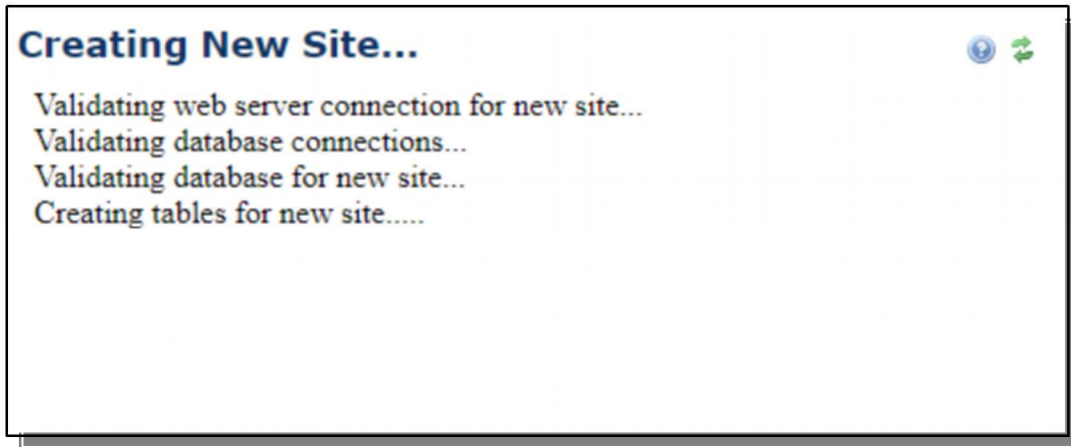 Creating New Site...
Validating web server connection for new site...
Validating database connections...
Validating database for new site...
Creating tables for new site.....